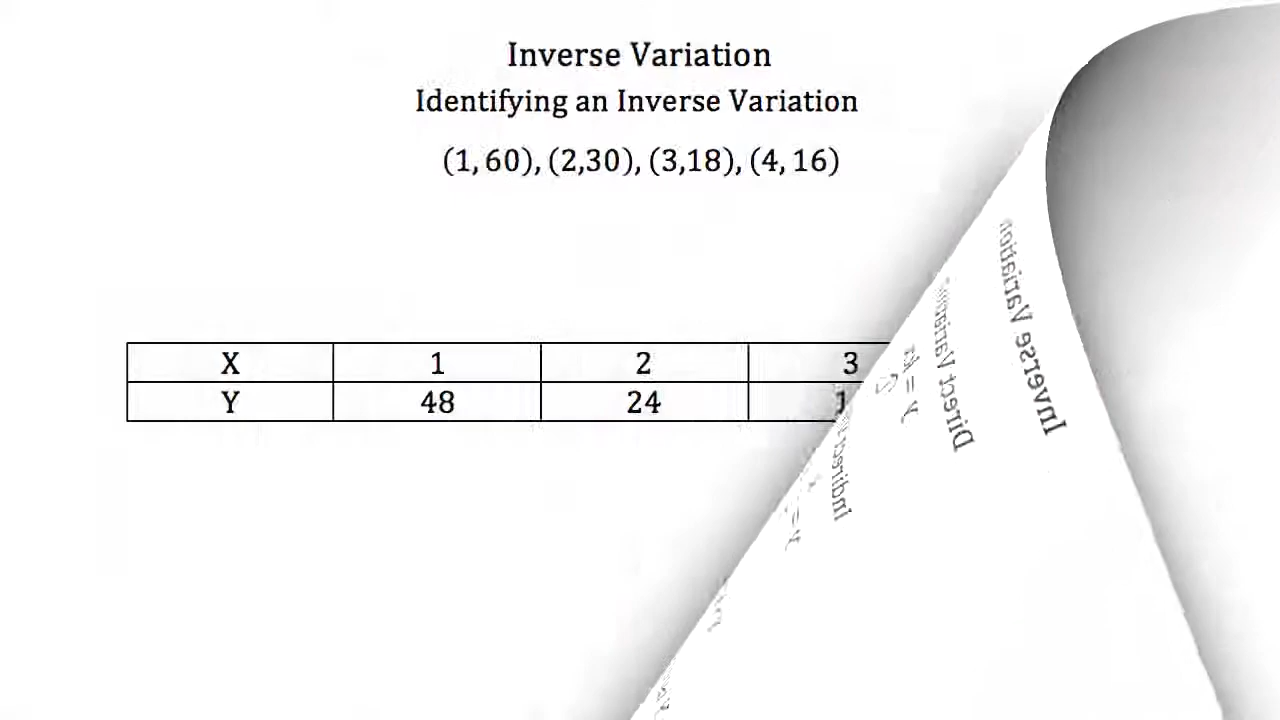 Inverse Variation
Identifying an Inverse Variation
(1, 60), (2,30), (3,18), (4, 16)
X 1 2 3
Y 48 24
Inverse Variation
Direct Variation